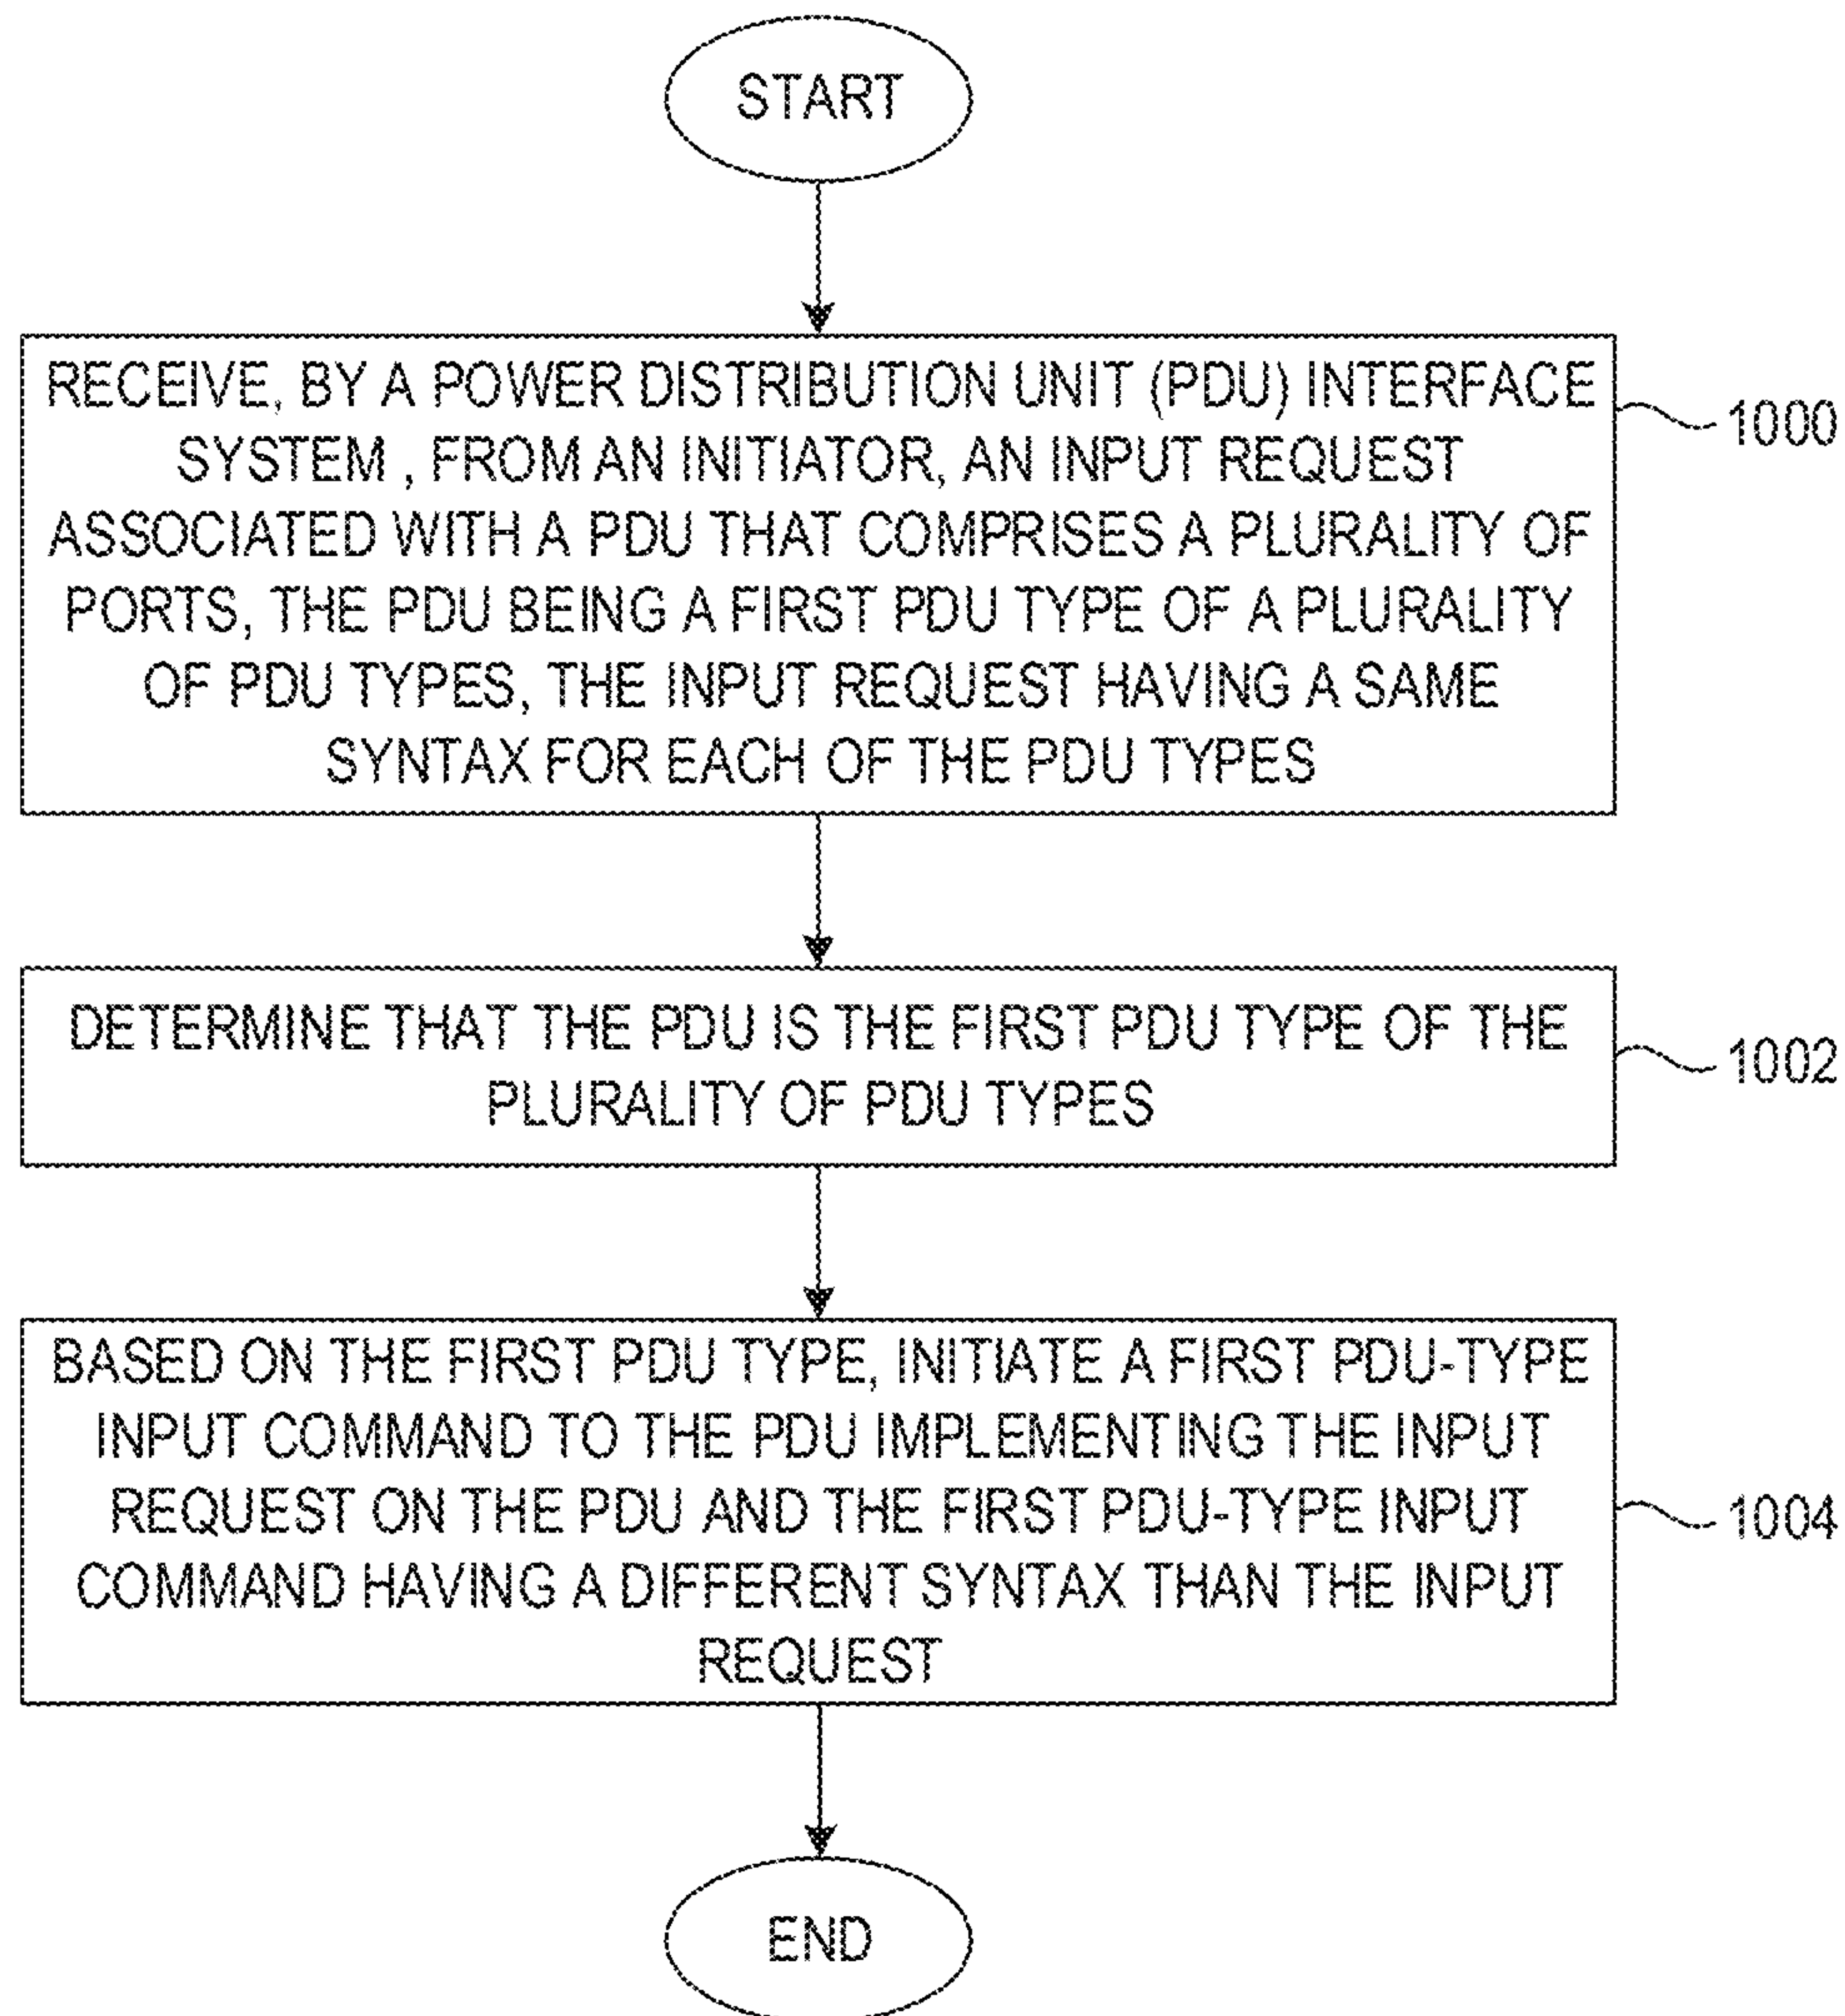 START
RECEIVE, BY A POWER DISTRIBUTION UNIT (PDU) INTERFACE
SYSTEM , FROM AN INITIATOR, AN INPUT REQUEST
ASSOCIATED WITH A PDU THAT COMPRISES A PLURALITY OF
PORTS, THE PDU BEING A FIRST PDU TYPE OF A PLURALITY
OF PDU TYPES, THE INPUT REQUEST HAVING A SAME
SYNTAX FOR EACH OF THE PDU TYPES
1000
DETERMINE THAT THE PDU IS THE FIRST PDU TYPE OF THE
PLURALITY OF PDU TYPES
1002
BASED ON THE FIRST PDU TYPE, INITIATE A FIRST PDU-TYPE
INPUT COMMAND TO THE PDU IMPLEMENTING THE INPUT
REQUEST ON THE PDU AND THE FIRST PDU-TYPE INPUT
COMMAND HAVING A DIFFERENT SYNTAX THAN THE INPUT
REQUEST
1004
END